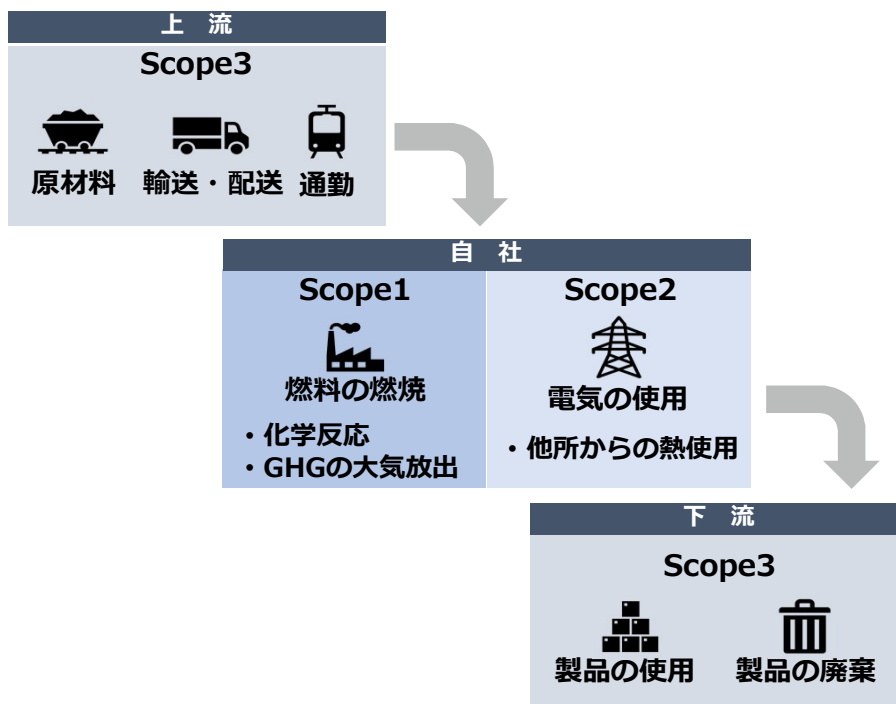 上 流
Scope3
原材料 輸送・配送 通勤
自 社
Scope1
燃料の燃焼
・化学反応
・GHGの大気放出
Scope2
電気の使用
・他所からの熱使用
下 流
Scope3
製品の使用 製品の廃棄